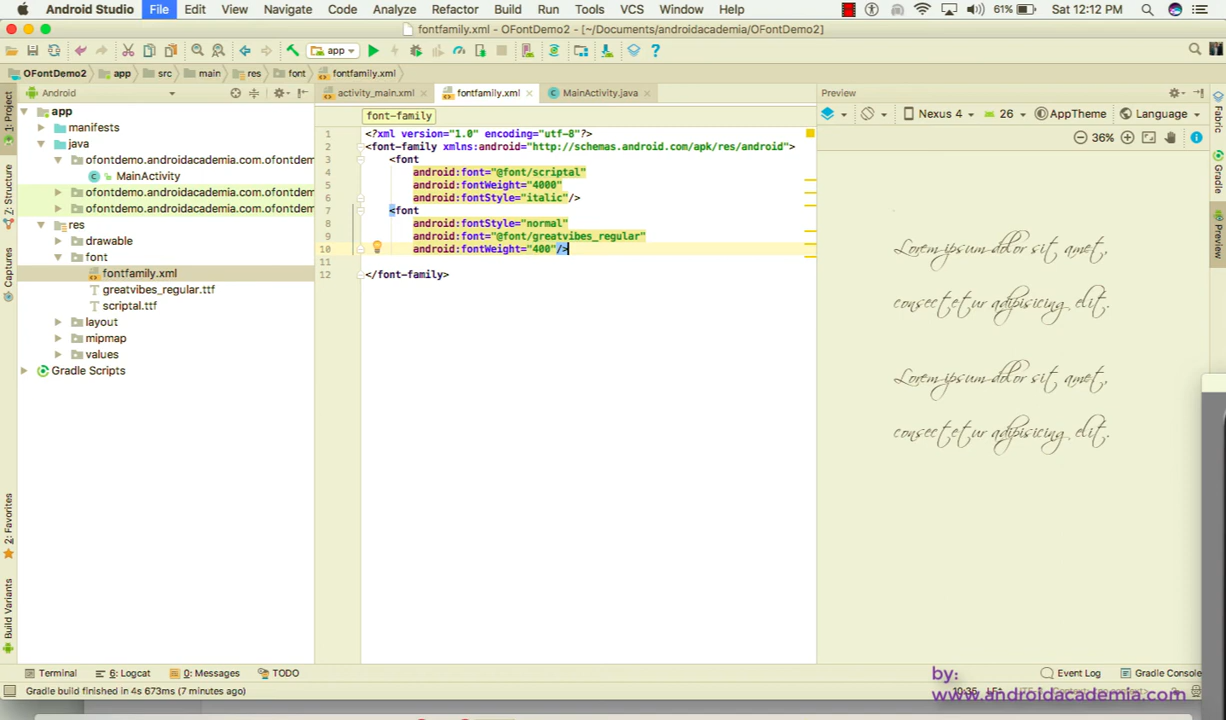 Android Studio File Edit View Navigate Code Analyze Refactor Build Run Tools VCS Window Help 61% Sat 12:12 PM
fontfamily.xml - OFontDemo2 - [~/Documents/androidacademia/OFontDemo2]
app
OFontDemo2 app src main res font fontfamily.xml
Android
activity_main.xml fontfamily.xml MainActivity.java
Preview
font-family
Nexus 4 26 AppTheme Language
36%
1: Project
7: Structure
Captures
2: Favorites
Build Variants
app
manifests
java
ofontdemo.androidacademia.com.ofontdem
MainActivity
ofontdemo.androidacademia.com.ofontdem
ofontdemo.androidacademia.com.ofontdem
res
drawable
font
fontfamily.xml
greatvibes_regular.ttf
scriptal.ttf
layout
mipmap
values
Gradle Scripts
1 <?xml version="1.0" encoding="utf-8"?>
2 <font-family xmlns:android="http://schemas.android.com/apk/res/android">
3 <font
4 android:font="@font/scriptal"
5 android:fontWeight="4000"
6 android:fontStyle="italic"/>
7 <font
8 android:fontStyle="normal"
9 android:font="@font/greatvibes_regular"
10 android:fontWeight="400"/>
11
12 </font-family>
Lorem ipsum dolor sit amet,
consectetur adipisicing elit.
Lorem ipsum dolor sit amet,
consectetur adipisicing elit.
Fabric
Gradle
Preview
Terminal 6: Logcat 0: Messages TODO Event Log Gradle Console
Gradle build finished in 4s 673ms (7 minutes ago)
by:
www.androidacademia.com